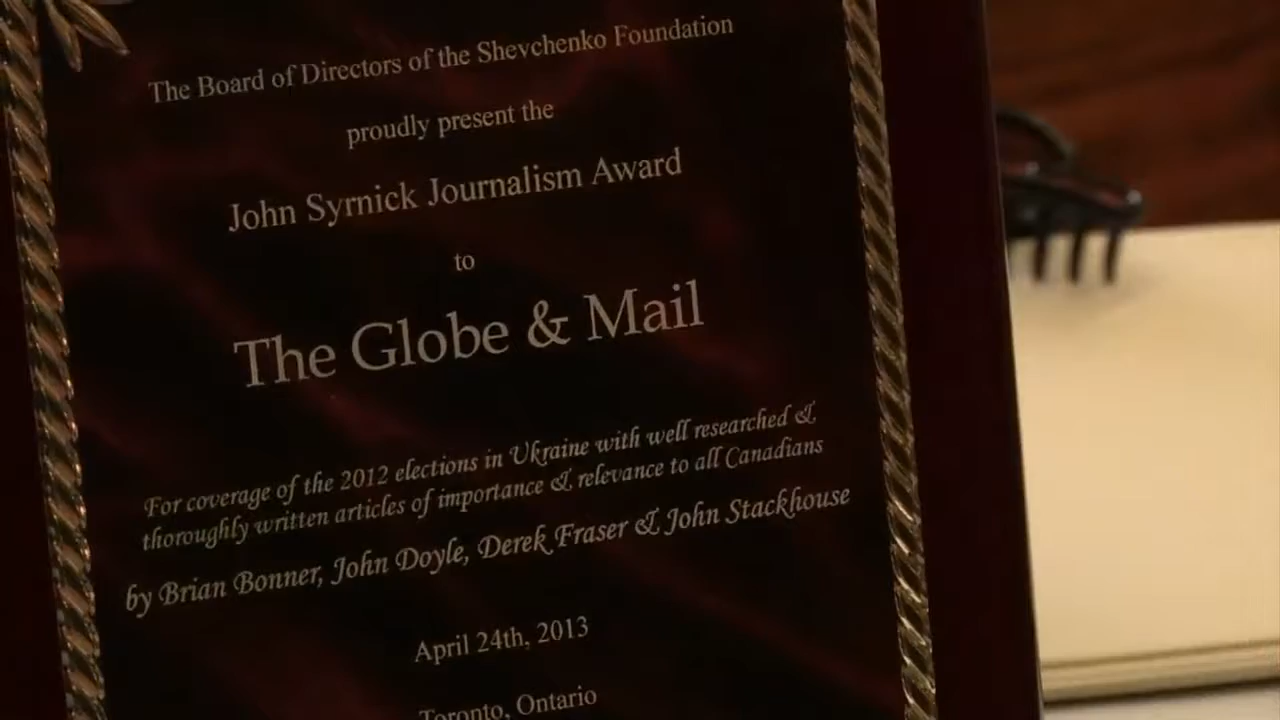 The Board of Directors of the Shevchenko Foundation
proudly present the
John Syrnick Journalism Award
to
The Globe & Mail
For coverage of the 2012 elections in Ukraine with well researched &
thoroughly written articles of importance & relevance to all Canadians
by Brian Bonner, John Doyle, Derek Fraser & John Stackhouse
April 24th, 2013
Toronto, Ontario